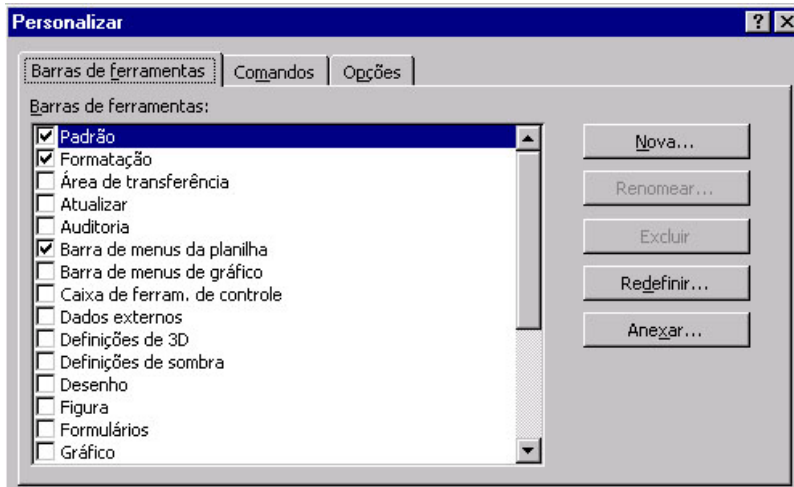 Personalizar
Barras de ferramentas Comandos Opções
Barras de ferramentas:
Padrão
Formatação
Área de transferência
Atualizar
Auditoria
Barra de menus da planilha
Barra de menus de gráfico
Caixa de ferram. de controle
Dados externos
Definições de 3D
Definições de sombra
Desenho
Figura
Formulários
Gráfico
Nova...
Renomear...
Excluir
Redefinir...
Anexar...